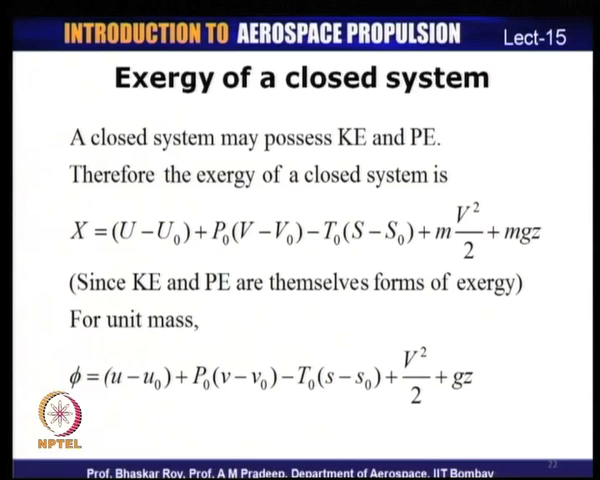 INTRODUCTION TO AEROSPACE PROPULSION Lect-15
Exergy of a closed system
A closed system may possess KE and PE.
Therefore the exergy of a closed system is
X = (U − U₀) + P₀(V − V₀) − T₀(S − S₀) + m V²/2 + mgz
(Since KE and PE are themselves forms of exergy)
For unit mass,
ϕ = (u − u₀) + P₀(v − v₀) − T₀(s − s₀) + V²/2 + gz
NPTEL
22
Prof. Bhaskar Roy, Prof. A M Pradeep, Department of Aerospace, IIT Bombay